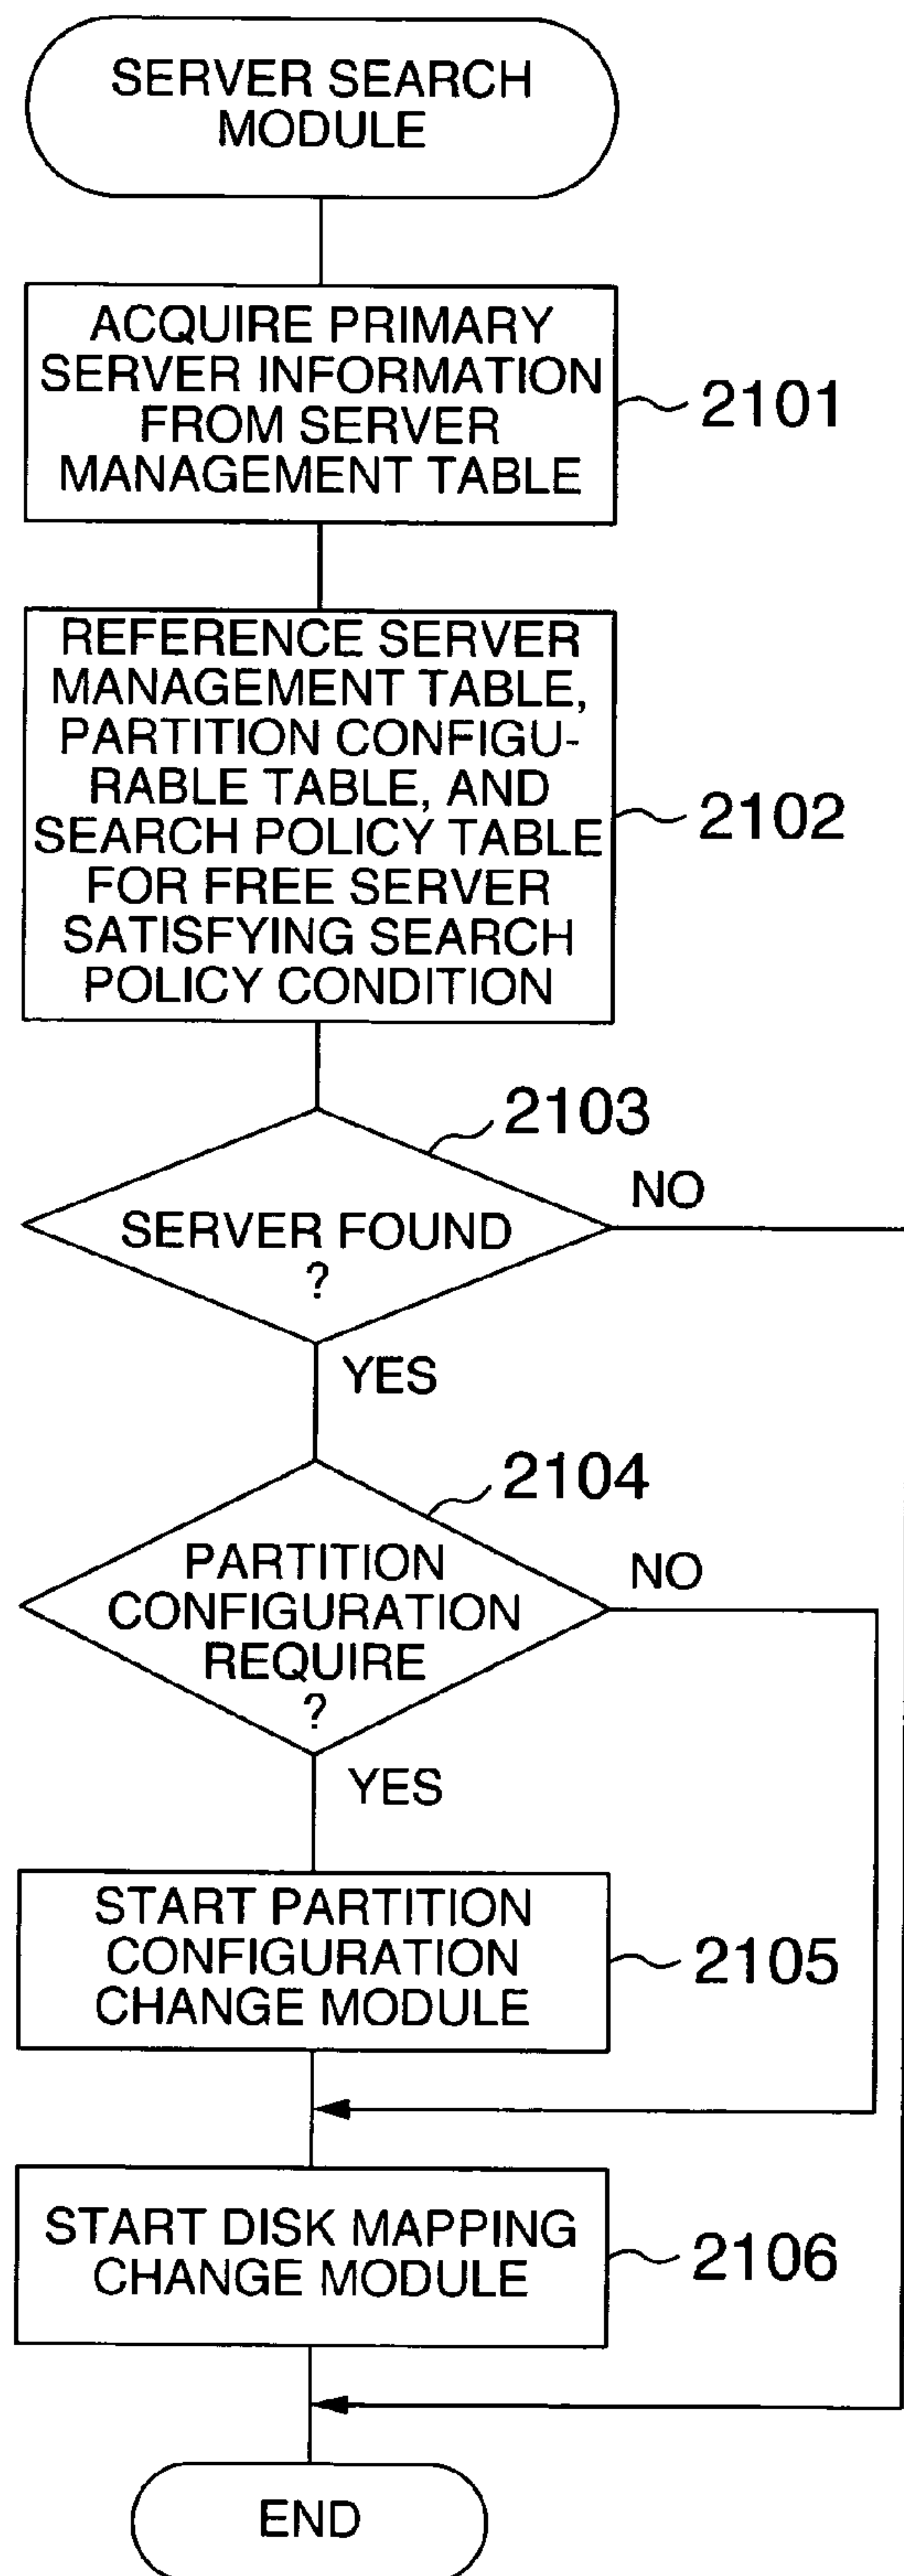 SERVER SEARCH
MODULE
ACQUIRE PRIMARY
SERVER INFORMATION
FROM SERVER
MANAGEMENT TABLE
2101
REFERENCE SERVER
MANAGEMENT TABLE,
PARTITION CONFIGU-
RABLE TABLE, AND
SEARCH POLICY TABLE
FOR FREE SERVER
SATISFYING SEARCH
POLICY CONDITION
2102
2103
SERVER FOUND
?
NO
YES
2104
PARTITION
CONFIGURATION
REQUIRE
?
NO
YES
START PARTITION
CONFIGURATION
CHANGE MODULE
2105
START DISK MAPPING
CHANGE MODULE
2106
END